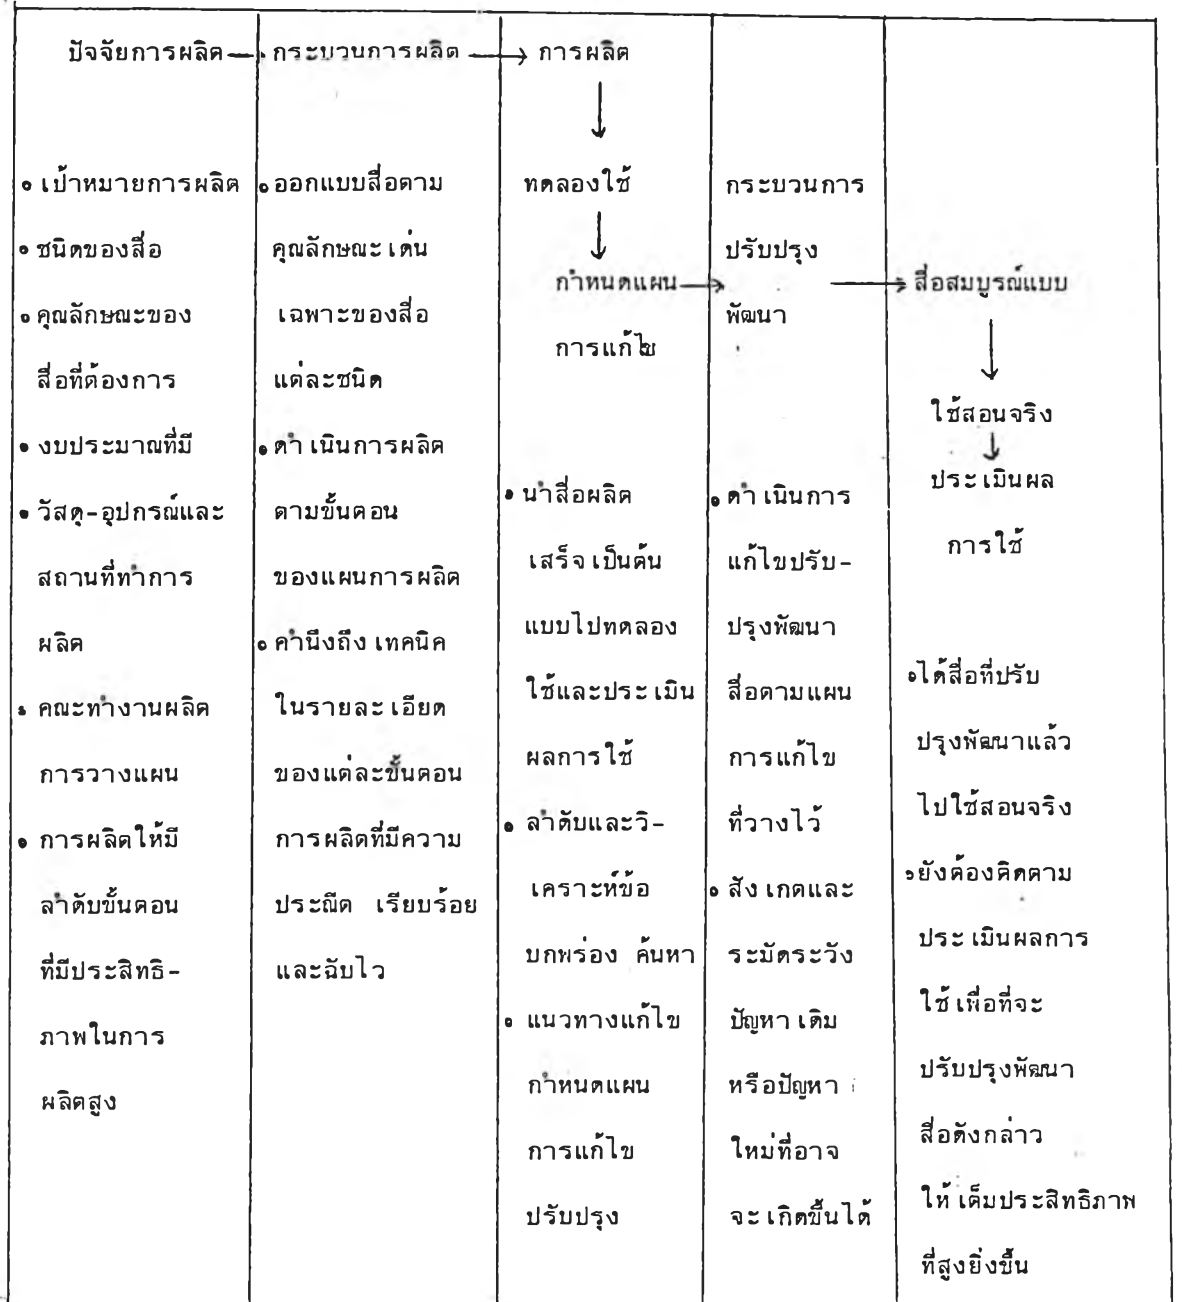 ปัจจัยการผลิต
เป้าหมายการผลิต
ชนิดของสื่อ
คุณลักษณะของ
สื่อที่ต้องการ
งบประมาณที่มี
วัสดุ-อุปกรณ์และ
สถานที่ทำการ
ผลิต
คณะทำงานผลิต
การวางแผน
การผลิตให้มี
ลำดับขั้นตอน
ที่มีประสิทธิ-
ภาพในการ
ผลิตสูง
กระบวนการผลิต
ออกแบบสื่อตาม
คุณลักษณะเด่น
เฉพาะของสื่อ
แต่ละชนิด
ดำเนินการผลิต
ตามขั้นตอน
ของแผนการผลิต
คำนึงถึงเทคนิค
ในรายละเอียด
ของแต่ละขั้นตอน
การผลิตที่มีความ
ประณีต เรียบร้อย
และฉับไว
การผลิต
ทดลองใช้
กำหนดแผน
การแก้ไข
นำสื่อผลิต
เสร็จเป็นต้น
แบบไปทดลอง
ใช้และประเมิน
ผลการใช้
ลำดับและวิ-
เคราะห์ข้อ
บกพร่อง ค้นหา
แนวทางแก้ไข
กำหนดแผน
การแก้ไข
ปรับปรุง
กระบวนการ
ปรับปรุง
พัฒนา
ดำเนินการ
แก้ไขปรับ-
ปรุงพัฒนา
สื่อตามแผน
การแก้ไข
ที่วางไว้
สังเกตและ
ระมัดระวัง
ปัญหาเดิม
หรือปัญหา
ใหม่ที่อาจ
จะเกิดขึ้นได้
สื่อสมบูรณ์แบบ
ใช้สอนจริง
ประเมินผล
การใช้
ได้สื่อที่ปรับ
ปรุงพัฒนาแล้ว
ไปใช้สอนจริง
ยังต้องติดตาม
ประเมินผลการ
ใช้เพื่อที่จะ
ปรับปรุงพัฒนา
สื่อดังกล่าว
ให้เต็มประสิทธิภาพ
ที่สูงยิ่งขึ้น